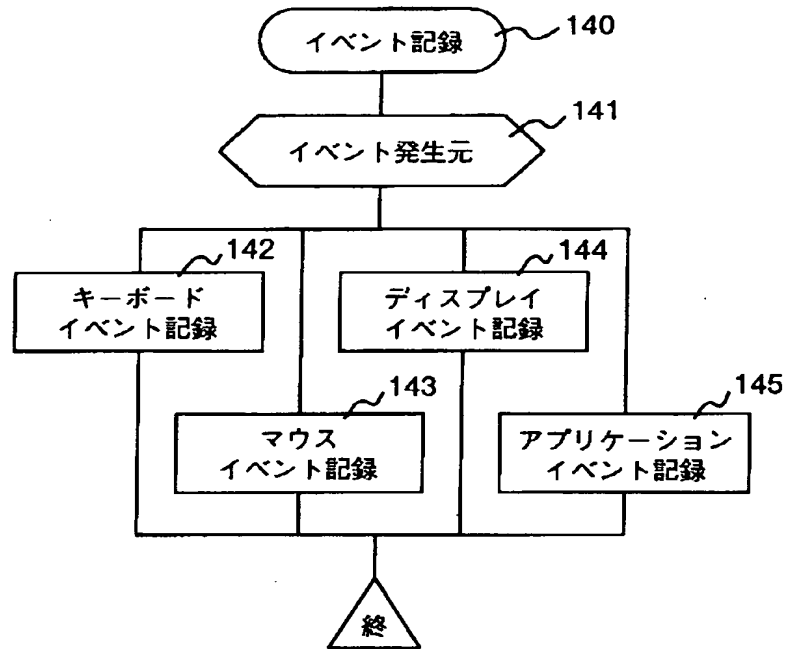 イベント記録
140
イベント発生元
141
142
キーボード
イベント記録
144
ディスプレイ
イベント記録
143
マウス
イベント記録
145
アプリケーション
イベント記録
終